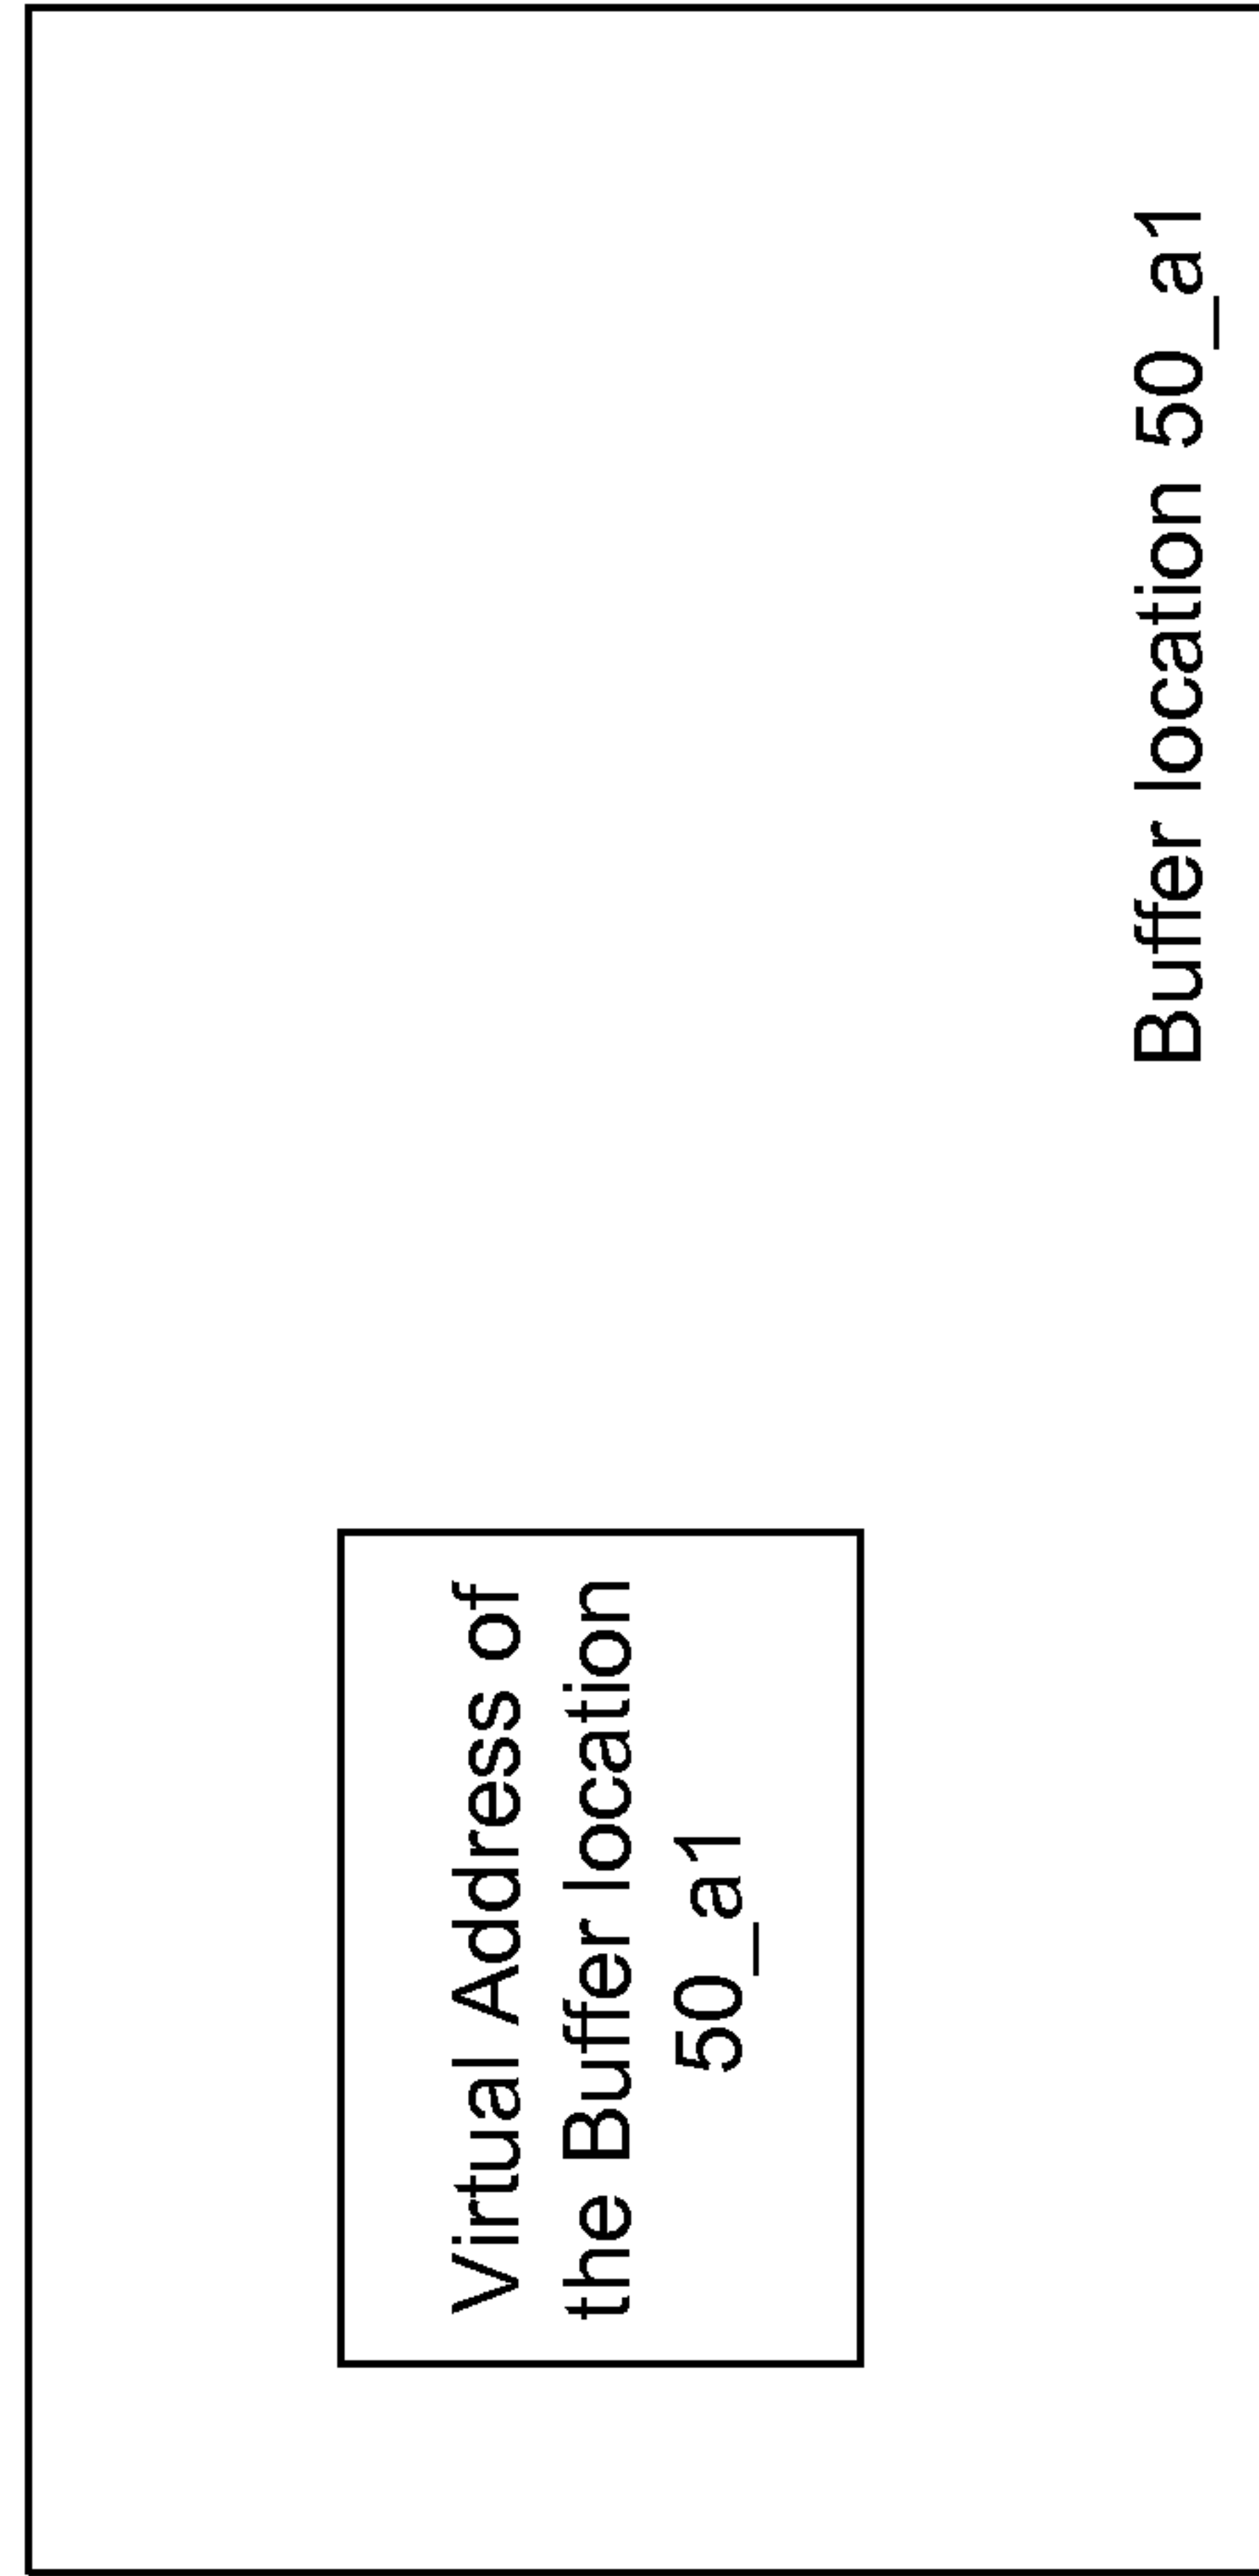 Virtual Address of
the Buffer location
50_a1
Buffer location 50_a1